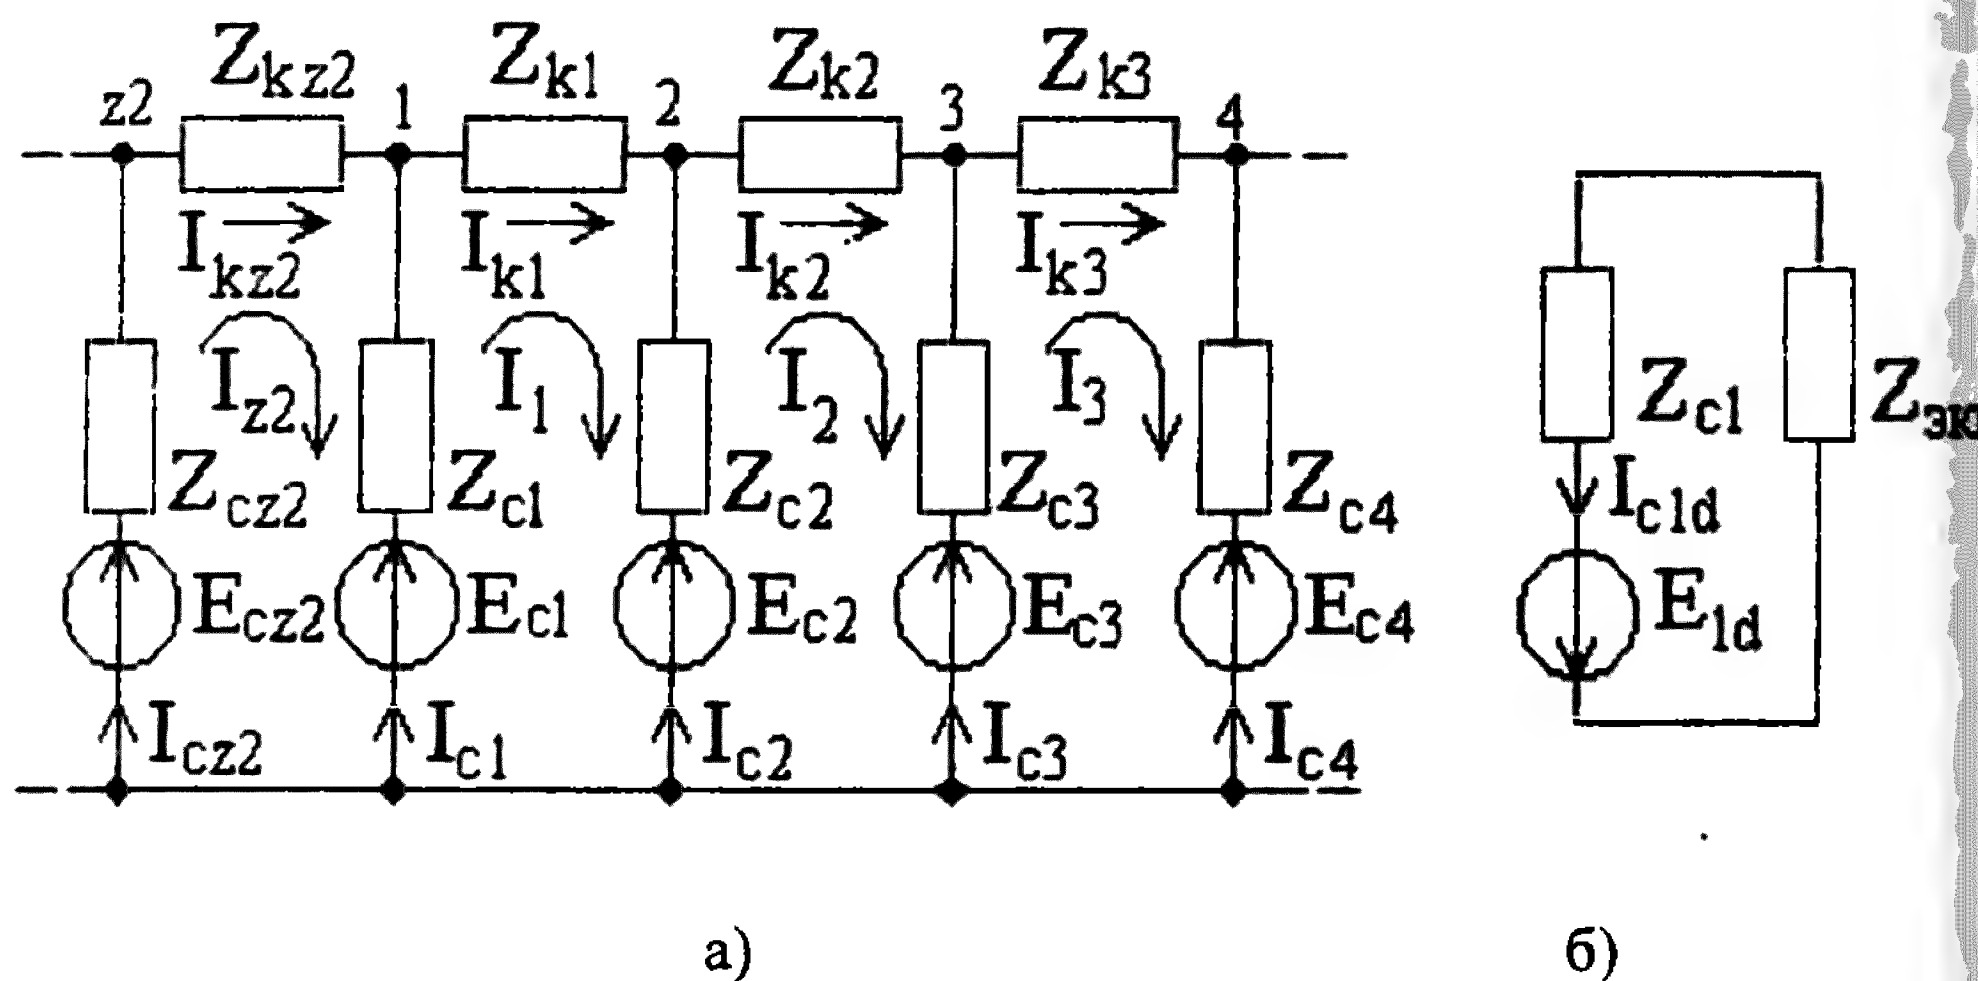 Zkz2 Zk1 Zk2 Zk3
z2 1 2 3 4
Ikz2 Ik1 Ik2 Ik3
Iz2 I1 I2 I3
Zc1 Zэк
Zcz2 Zc1 Zc2 Zc3 Zc4
Ic1d
Ecz2 Ec1 Ec2 Ec3 Ec4 E1d
Icz2 Ic1 Ic2 Ic3 Ic4
а) б)